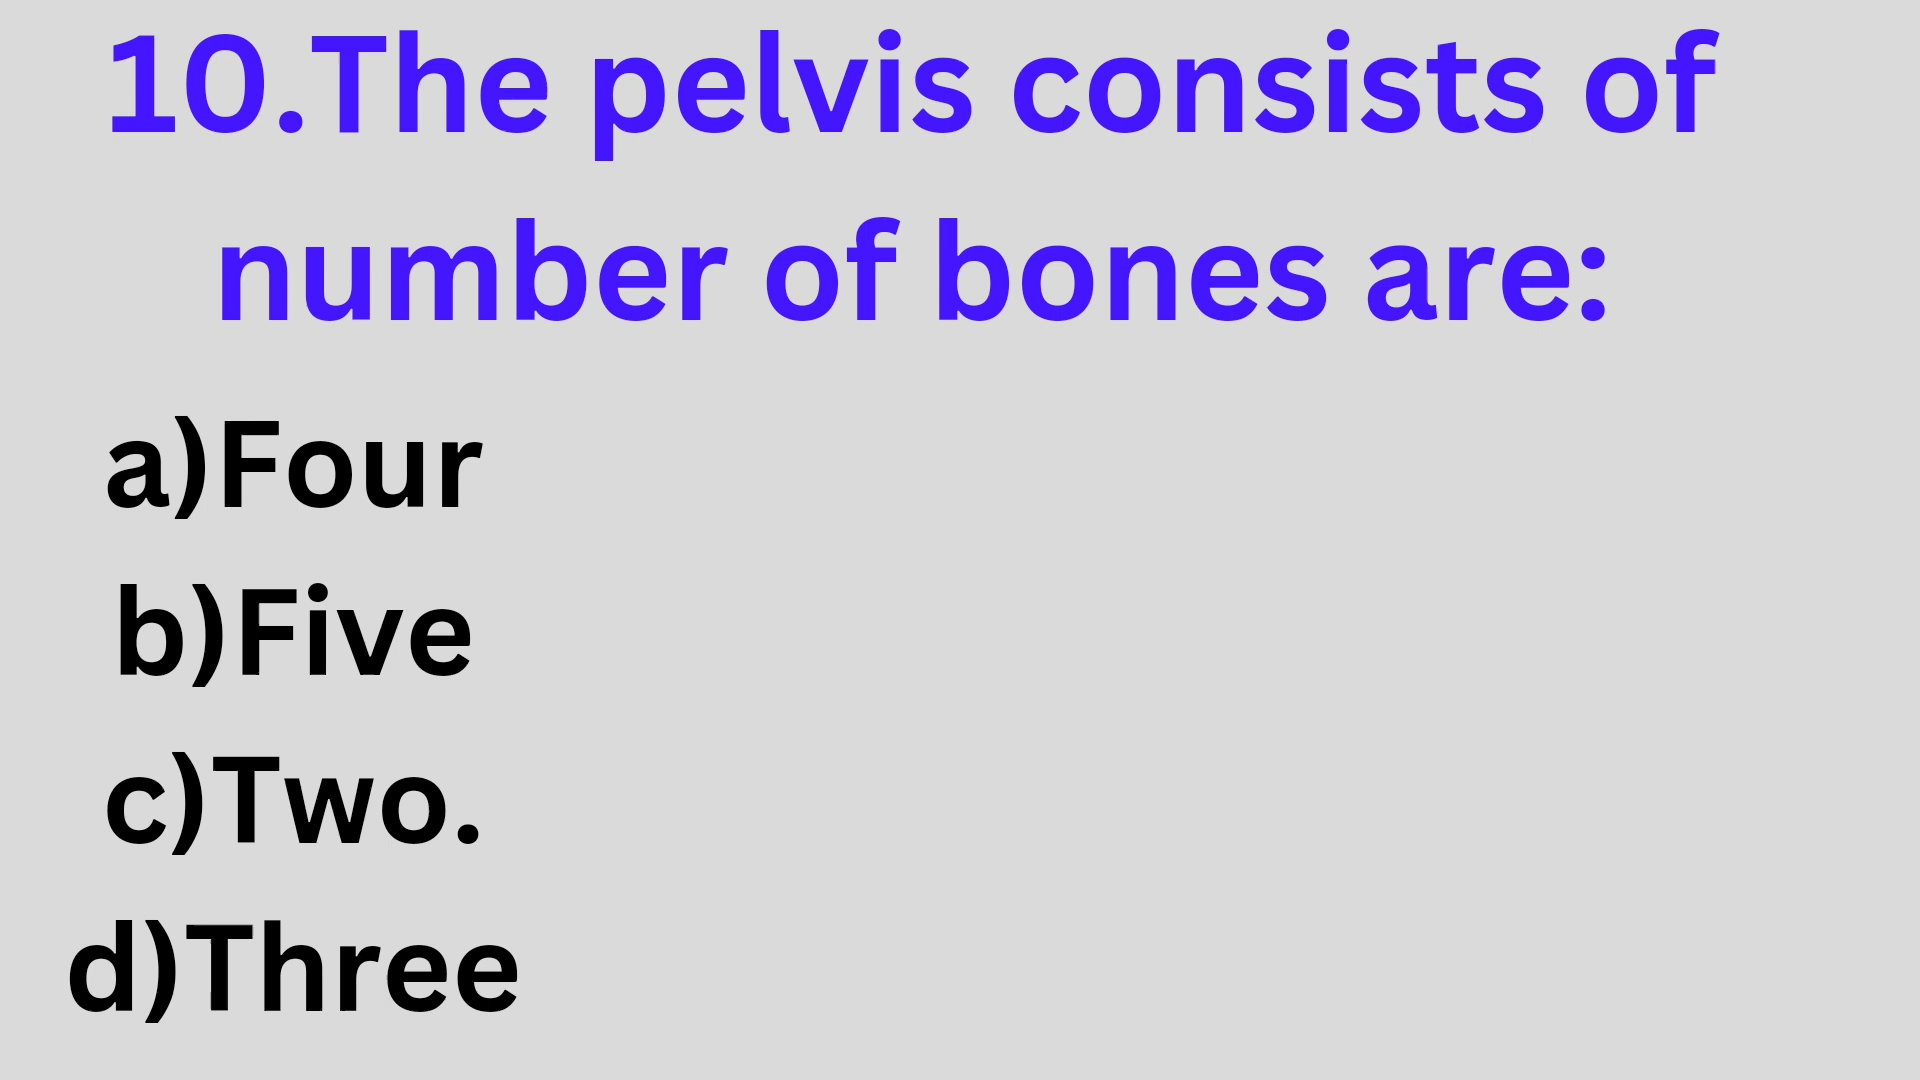 10.The pelvis consists of
number of bones are:
a)Four
b)Five
c)Two.
d)Three